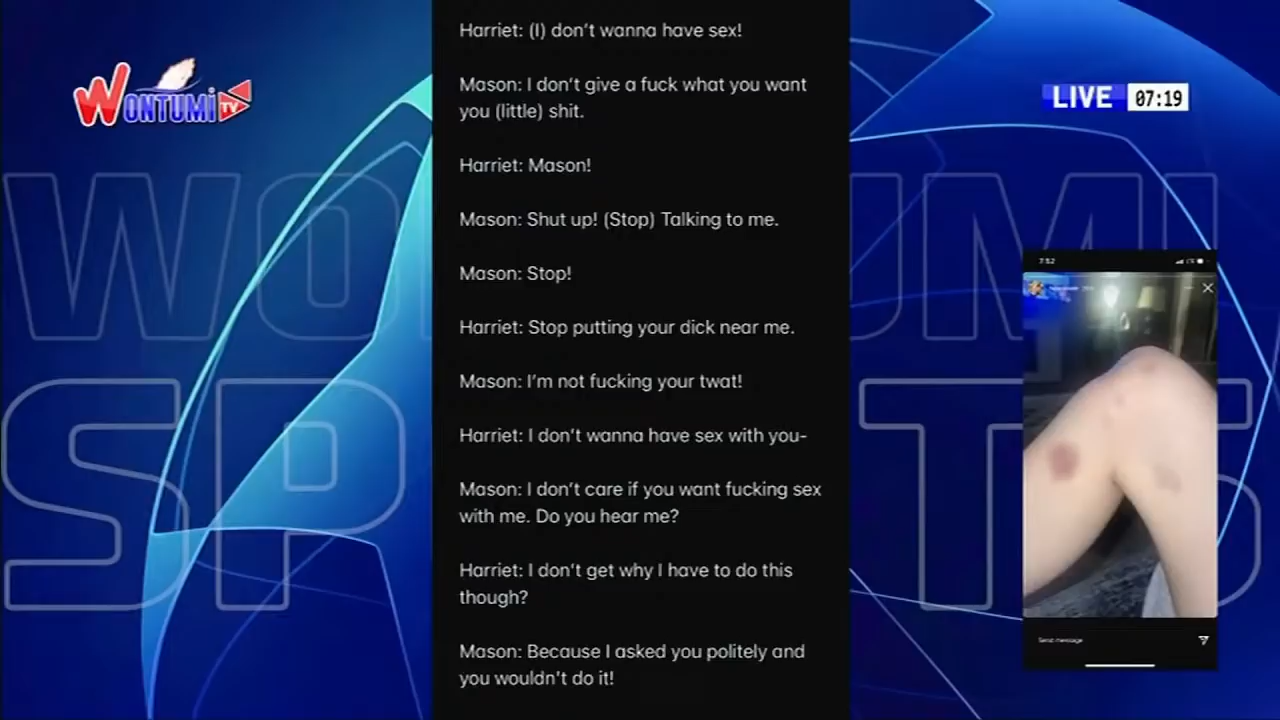 Harriet: (I) don't wanna have sex!
Mason: I don't give a fuck what you want
you (little) shit.
Harriet: Mason!
Mason: Shut up! (Stop) Talking to me.
Mason: Stop!
Harriet: Stop putting your dick near me.
Mason: I'm not fucking your twat!
Harriet: I don't wanna have sex with you-
Mason: I don't care if you want fucking sex
with me. Do you hear me?
Harriet: I don't get why I have to do this
though?
Mason: Because I asked you politely and
you wouldn't do it!
WONTUMI TV
LIVE 07:19
WO UMI
SP TS
7:52
Send message